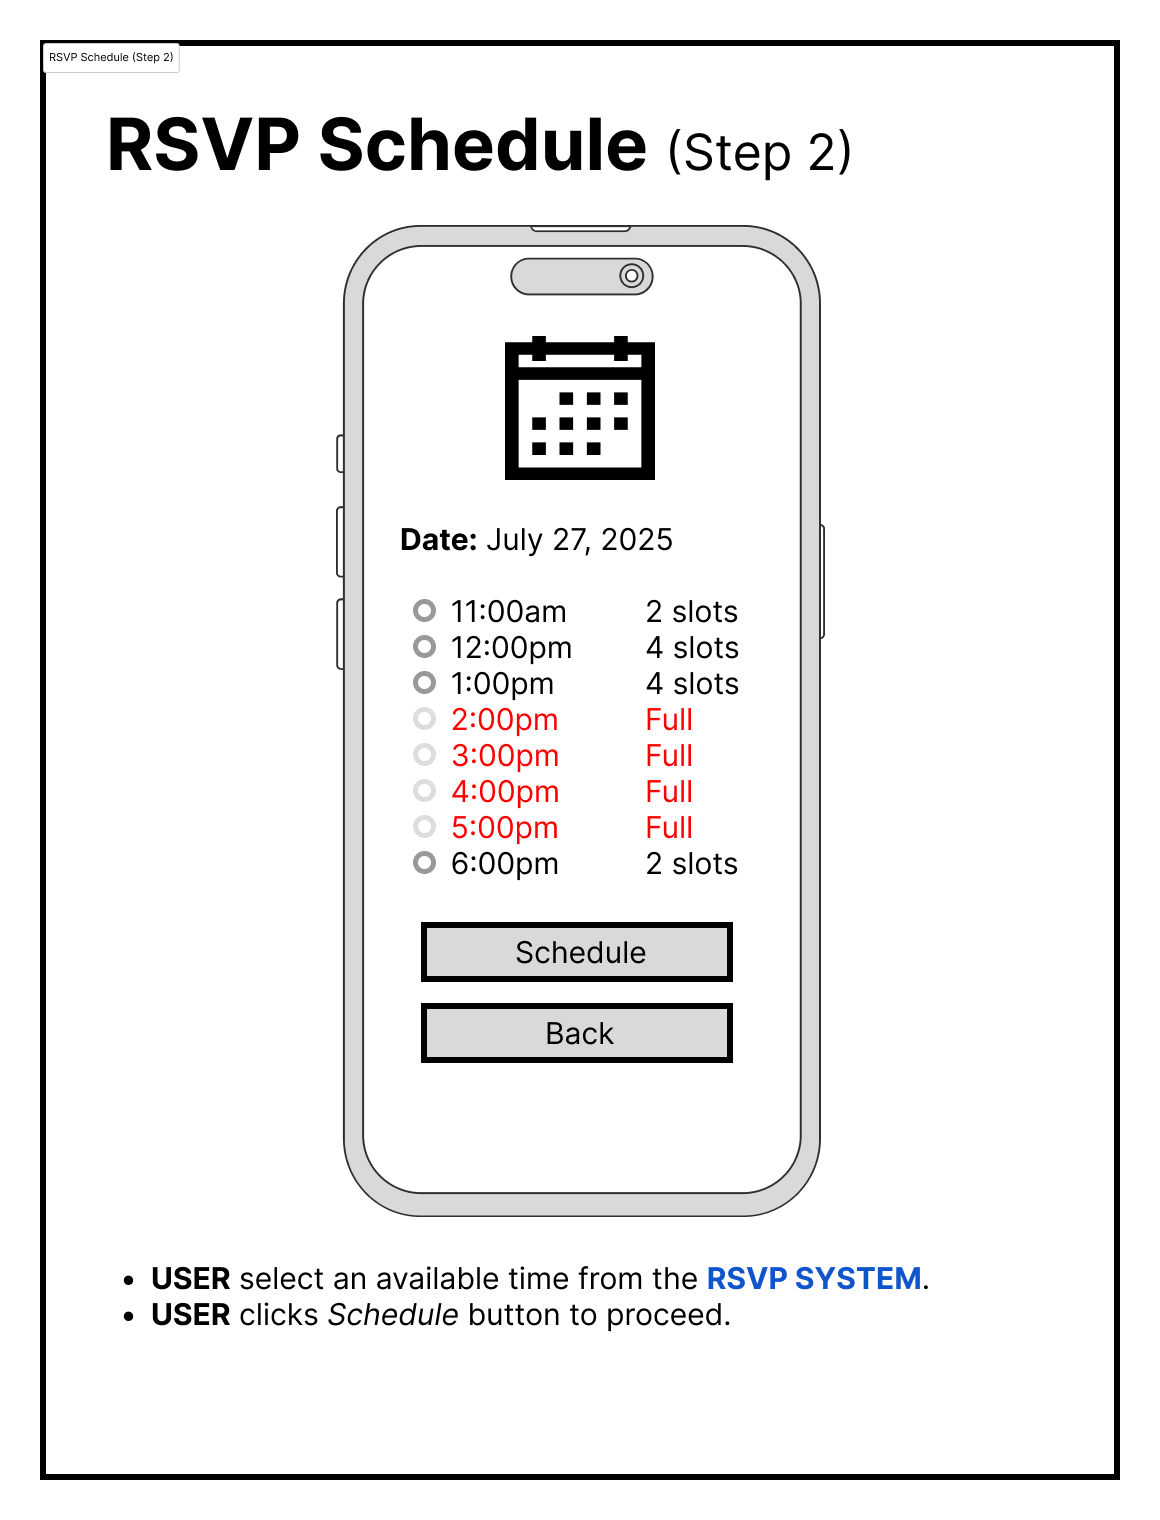 RSVP Schedule (Step 2)
RSVP Schedule (Step 2)
Date: July 27, 2025
11:00am 2 slots
12:00pm 4 slots
1:00pm 4 slots
2:00pm Full
3:00pm Full
4:00pm Full
5:00pm Full
6:00pm 2 slots
Schedule
Back
• USER select an available time from the RSVP SYSTEM.
• USER clicks Schedule button to proceed.